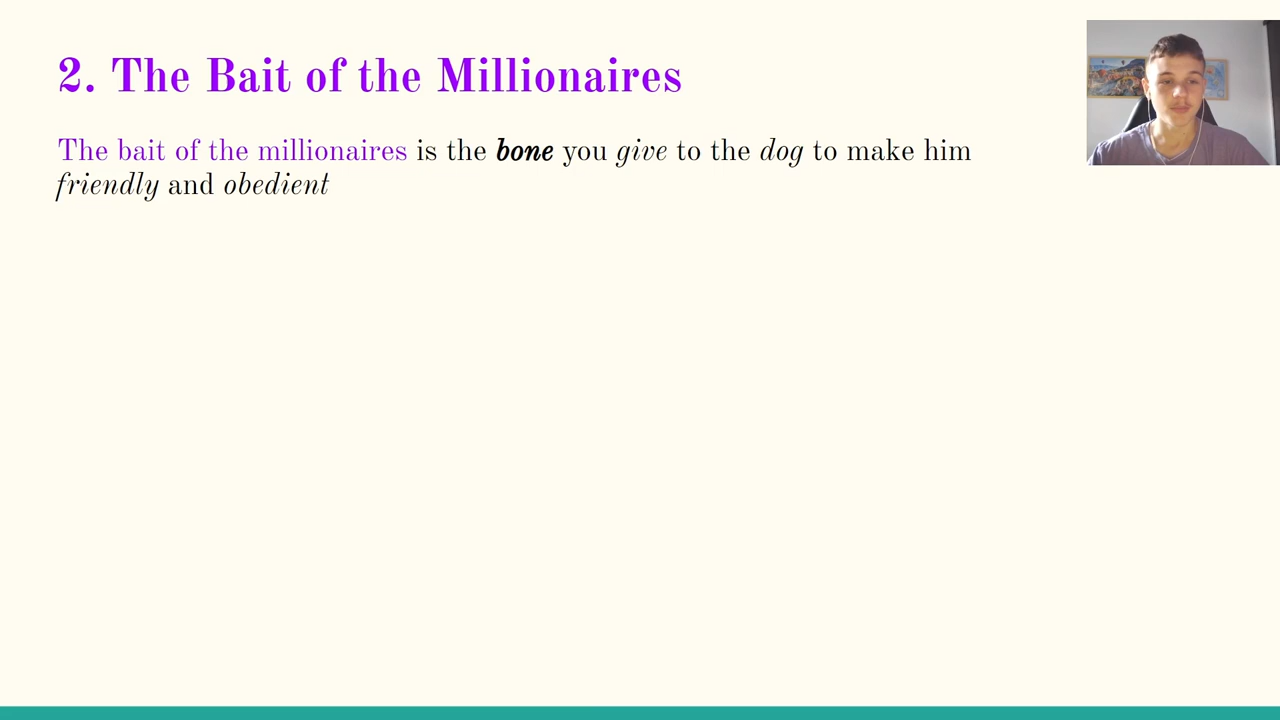 2. The Bait of the Millionaires
The bait of the millionaires is the bone you give to the dog to make him
friendly and obedient